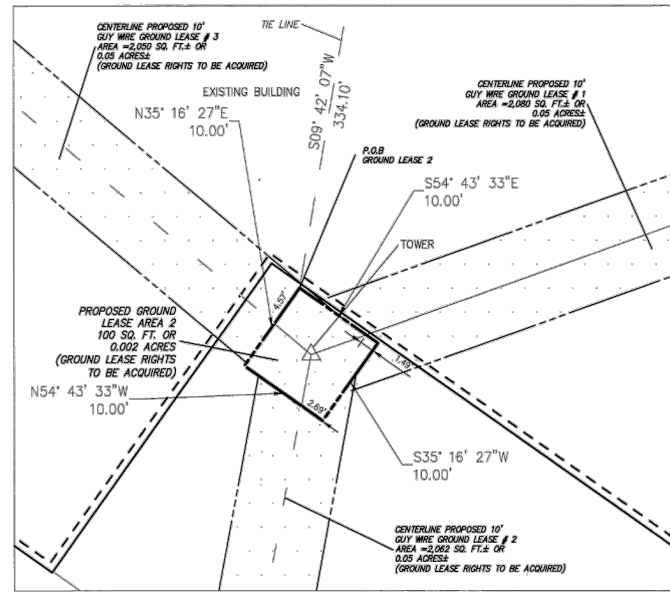 CENTERLINE PROPOSED 10'
GUY WIRE GROUND LEASE # 3
AREA =2,050 SQ. FT.± OR
0.05 ACRES±
(GROUND LEASE RIGHTS TO BE ACQUIRED)
TIE LINE
S09° 42' 07"W
334.10'
EXISTING BUILDING
N35° 16' 27"E
10.00'
CENTERLINE PROPOSED 10'
GUY WIRE GROUND LEASE # 1
AREA =2,080 SQ. FT.± OR
0.05 ACRES±
(GROUND LEASE RIGHTS TO BE ACQUIRED)
P.O.B
GROUND LEASE 2
S54° 43' 33"E
10.00'
TOWER
4.57'
1.49'
2.69'
PROPOSED GROUND
LEASE AREA 2
100 SQ. FT. OR
0.002 ACRES
(GROUND LEASE RIGHTS
TO BE ACQUIRED)
N54° 43' 33"W
10.00'
S35° 16' 27"W
10.00'
CENTERLINE PROPOSED 10'
GUY WIRE GROUND LEASE # 2
AREA =2,062 SQ. FT.± OR
0.05 ACRES±
(GROUND LEASE RIGHTS TO BE ACQUIRED)